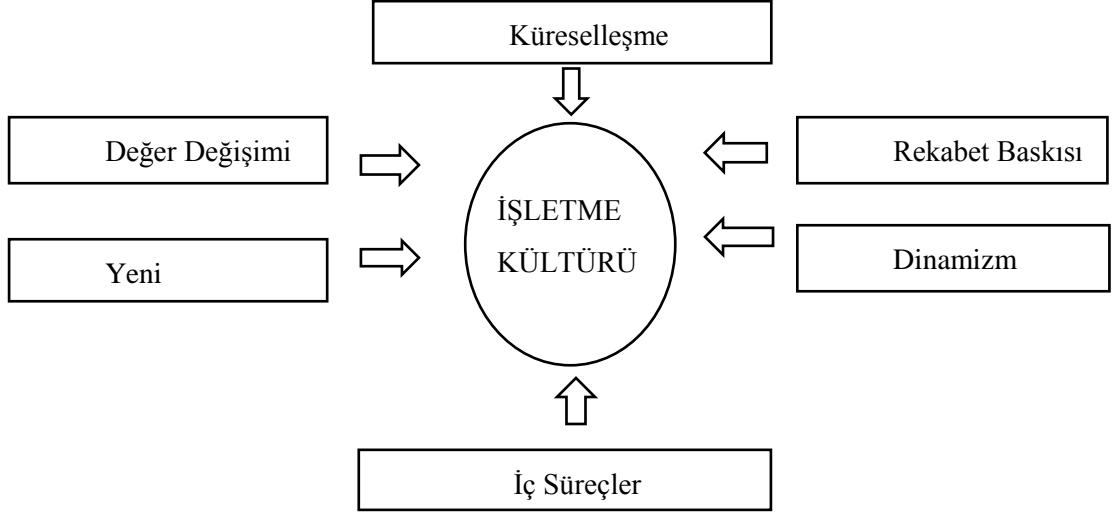 Küreselleşme
Değer Değişimi
Rekabet Baskısı
İŞLETME
KÜLTÜRÜ
Yeni
Dinamizm
İç Süreçler